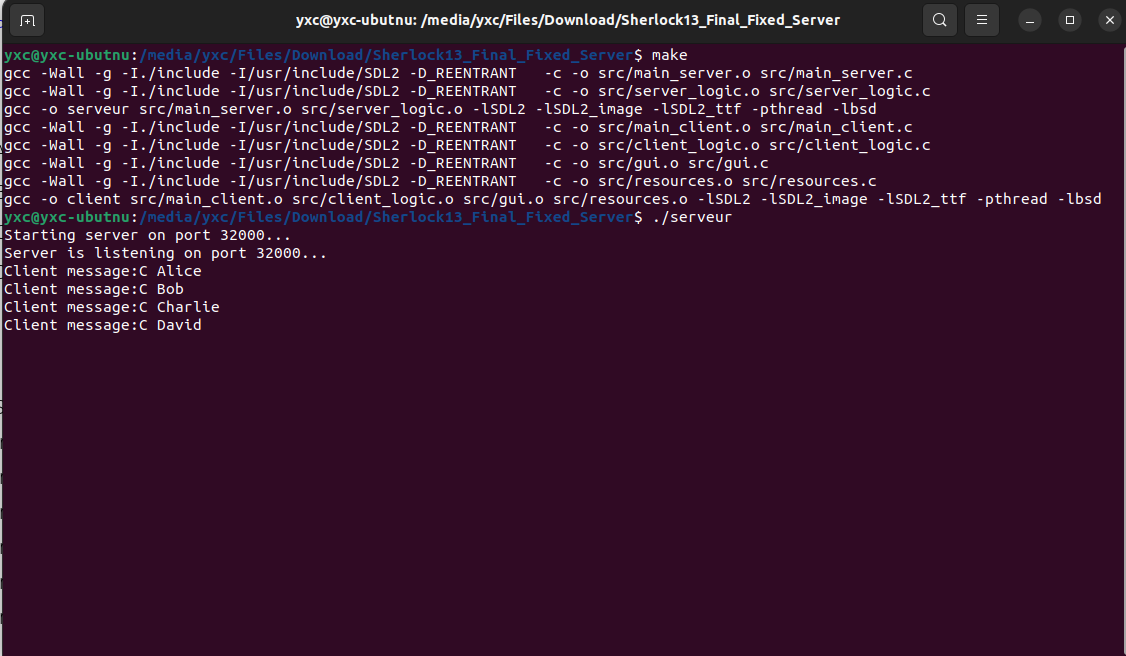 yxc@yxc-ubutnu: /media/yxc/Files/Download/Sherlock13_Final_Fixed_Server
yxc@yxc-ubutnu:/media/yxc/Files/Download/Sherlock13_Final_Fixed_Server$ make
gcc -Wall -g -I./include -I/usr/include/SDL2 -D_REENTRANT   -c -o src/main_server.o src/main_server.c
gcc -Wall -g -I./include -I/usr/include/SDL2 -D_REENTRANT   -c -o src/server_logic.o src/server_logic.c
gcc -o serveur src/main_server.o src/server_logic.o -lSDL2 -lSDL2_image -lSDL2_ttf -pthread -lbsd
gcc -Wall -g -I./include -I/usr/include/SDL2 -D_REENTRANT   -c -o src/main_client.o src/main_client.c
gcc -Wall -g -I./include -I/usr/include/SDL2 -D_REENTRANT   -c -o src/client_logic.o src/client_logic.c
gcc -Wall -g -I./include -I/usr/include/SDL2 -D_REENTRANT   -c -o src/gui.o src/gui.c
gcc -Wall -g -I./include -I/usr/include/SDL2 -D_REENTRANT   -c -o src/resources.o src/resources.c
gcc -o client src/main_client.o src/client_logic.o src/gui.o src/resources.o -lSDL2 -lSDL2_image -lSDL2_ttf -pthread -lbsd
yxc@yxc-ubutnu:/media/yxc/Files/Download/Sherlock13_Final_Fixed_Server$ ./serveur
Starting server on port 32000...
Server is listening on port 32000...
Client message:C Alice
Client message:C Bob
Client message:C Charlie
Client message:C David